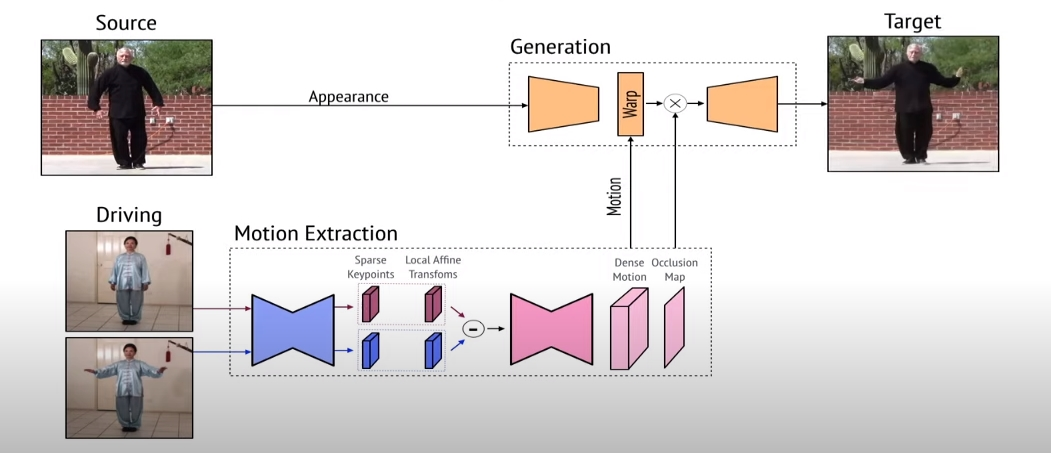 Source
Target
Generation
Appearance
Warp
×
Motion
Driving
Motion Extraction
Sparse
Keypoints
Local Affine
Transfoms
-
Dense
Motion
Occlusion
Map